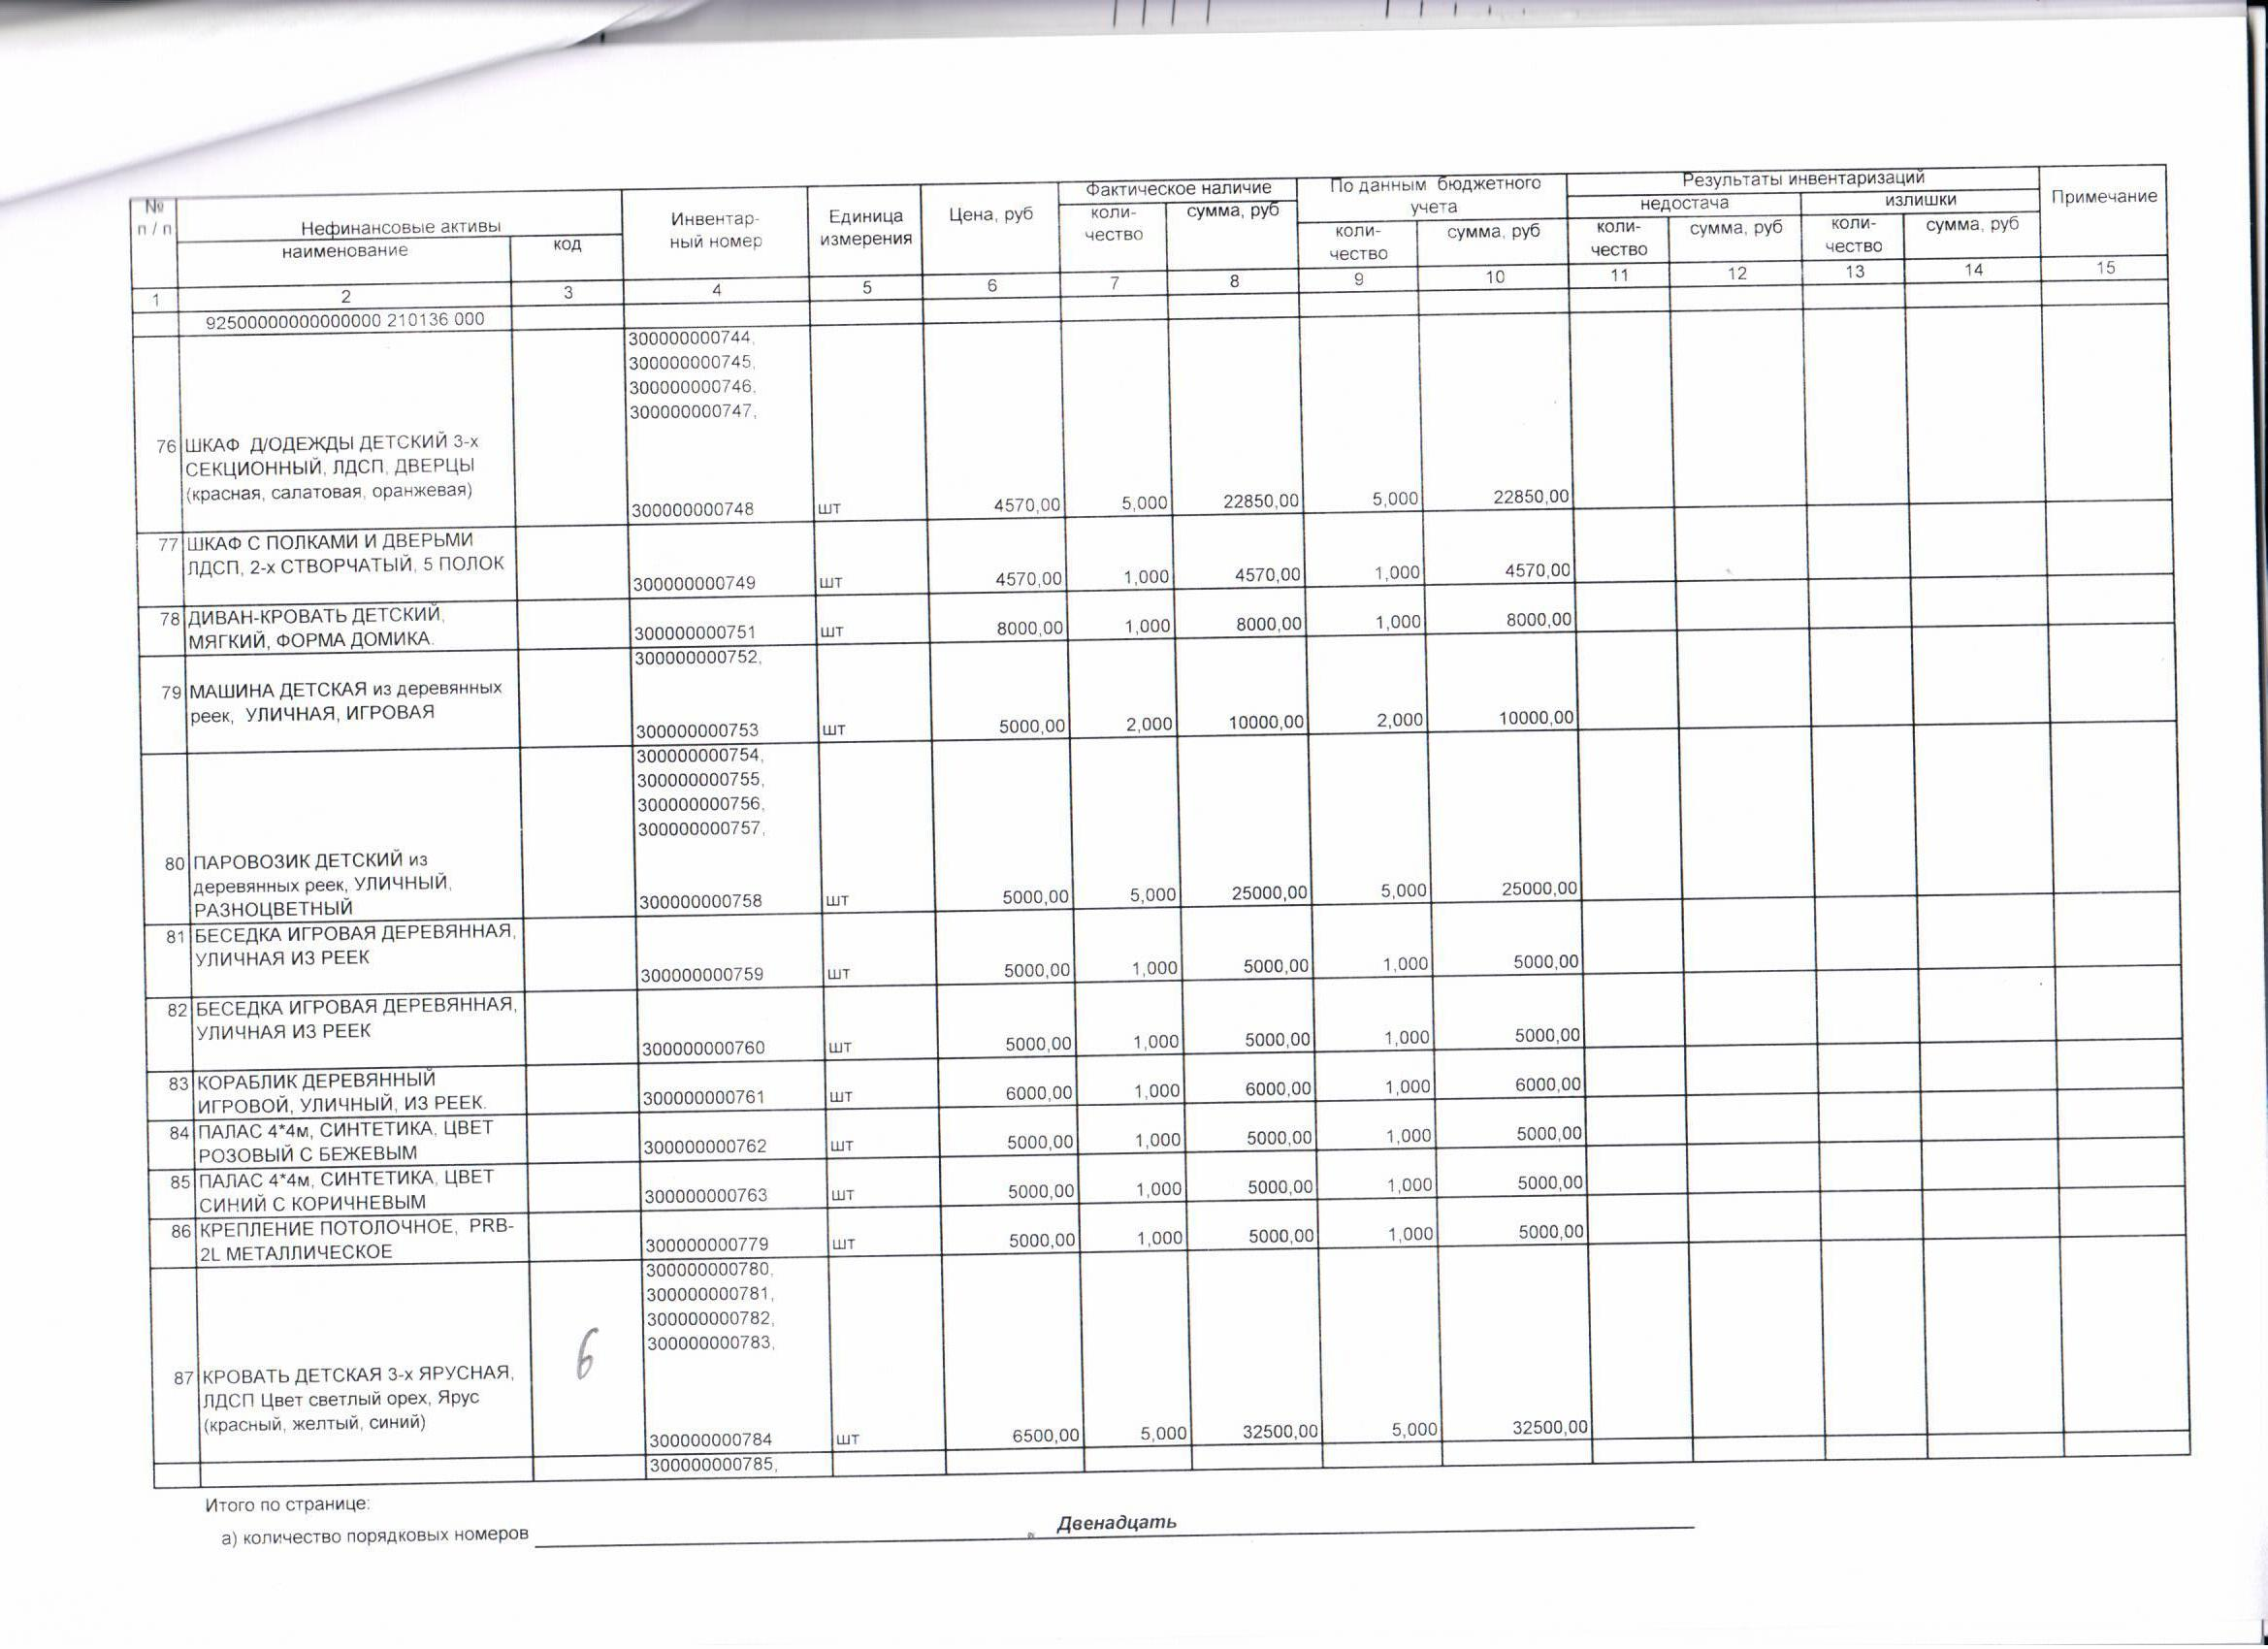 № п / п Нефинансовые активы Инвентар- ный номер Единица измерения Цена, руб Фактическое наличие По данным бюджетного учета Результаты инвентаризаций Примечание
наименование код коли- чество сумма, руб коли- чество сумма, руб недостача излишки
коли- чество сумма, руб коли- чество сумма, руб
1 2 3 4 5 6 7 8 9 10 11 12 13 14 15
92500000000000000 210136 000
300000000744,
300000000745,
300000000746,
300000000747,
76 ШКАФ Д/ОДЕЖДЫ ДЕТСКИЙ 3-х
СЕКЦИОННЫЙ, ЛДСП, ДВЕРЦЫ
(красная, салатовая, оранжевая)
300000000748 шт 4570,00 5,000 22850,00 5,000 22850,00
77 ШКАФ С ПОЛКАМИ И ДВЕРЬМИ
ЛДСП, 2-х СТВОРЧАТЫЙ, 5 ПОЛОК
300000000749 шт 4570,00 1,000 4570,00 1,000 4570,00
78 ДИВАН-КРОВАТЬ ДЕТСКИЙ,
МЯГКИЙ, ФОРМА ДОМИКА. 300000000751 шт 8000,00 1,000 8000,00 1,000 8000,00
300000000752,
79 МАШИНА ДЕТСКАЯ из деревянных
реек, УЛИЧНАЯ, ИГРОВАЯ
300000000753 шт 5000,00 2,000 10000,00 2,000 10000,00
300000000754,
300000000755,
300000000756,
300000000757,
80 ПАРОВОЗИК ДЕТСКИЙ из
деревянных реек, УЛИЧНЫЙ,
РАЗНОЦВЕТНЫЙ 300000000758 шт 5000,00 5,000 25000,00 5,000 25000,00
81 БЕСЕДКА ИГРОВАЯ ДЕРЕВЯННАЯ,
УЛИЧНАЯ ИЗ РЕЕК
300000000759 шт 5000,00 1,000 5000,00 1,000 5000,00
82 БЕСЕДКА ИГРОВАЯ ДЕРЕВЯННАЯ,
УЛИЧНАЯ ИЗ РЕЕК
300000000760 шт 5000,00 1,000 5000,00 1,000 5000,00
83 КОРАБЛИК ДЕРЕВЯННЫЙ
ИГРОВОЙ, УЛИЧНЫЙ, ИЗ РЕЕК. 300000000761 шт 6000,00 1,000 6000,00 1,000 6000,00
84 ПАЛАС 4*4м, СИНТЕТИКА, ЦВЕТ
РОЗОВЫЙ С БЕЖЕВЫМ 300000000762 шт 5000,00 1,000 5000,00 1,000 5000,00
85 ПАЛАС 4*4м, СИНТЕТИКА, ЦВЕТ
СИНИЙ С КОРИЧНЕВЫМ 300000000763 шт 5000,00 1,000 5000,00 1,000 5000,00
86 КРЕПЛЕНИЕ ПОТОЛОЧНОЕ, PRB-
2L МЕТАЛЛИЧЕСКОЕ 300000000779 шт 5000,00 1,000 5000,00 1,000 5000,00
300000000780,
300000000781,
300000000782,
300000000783,
6
87 КРОВАТЬ ДЕТСКАЯ 3-х ЯРУСНАЯ,
ЛДСП Цвет светлый орех, Ярус
(красный, желтый, синий)
300000000784 шт 6500,00 5,000 32500,00 5,000 32500,00
300000000785,
Итого по странице:
а) количество порядковых номеров Двенадцать